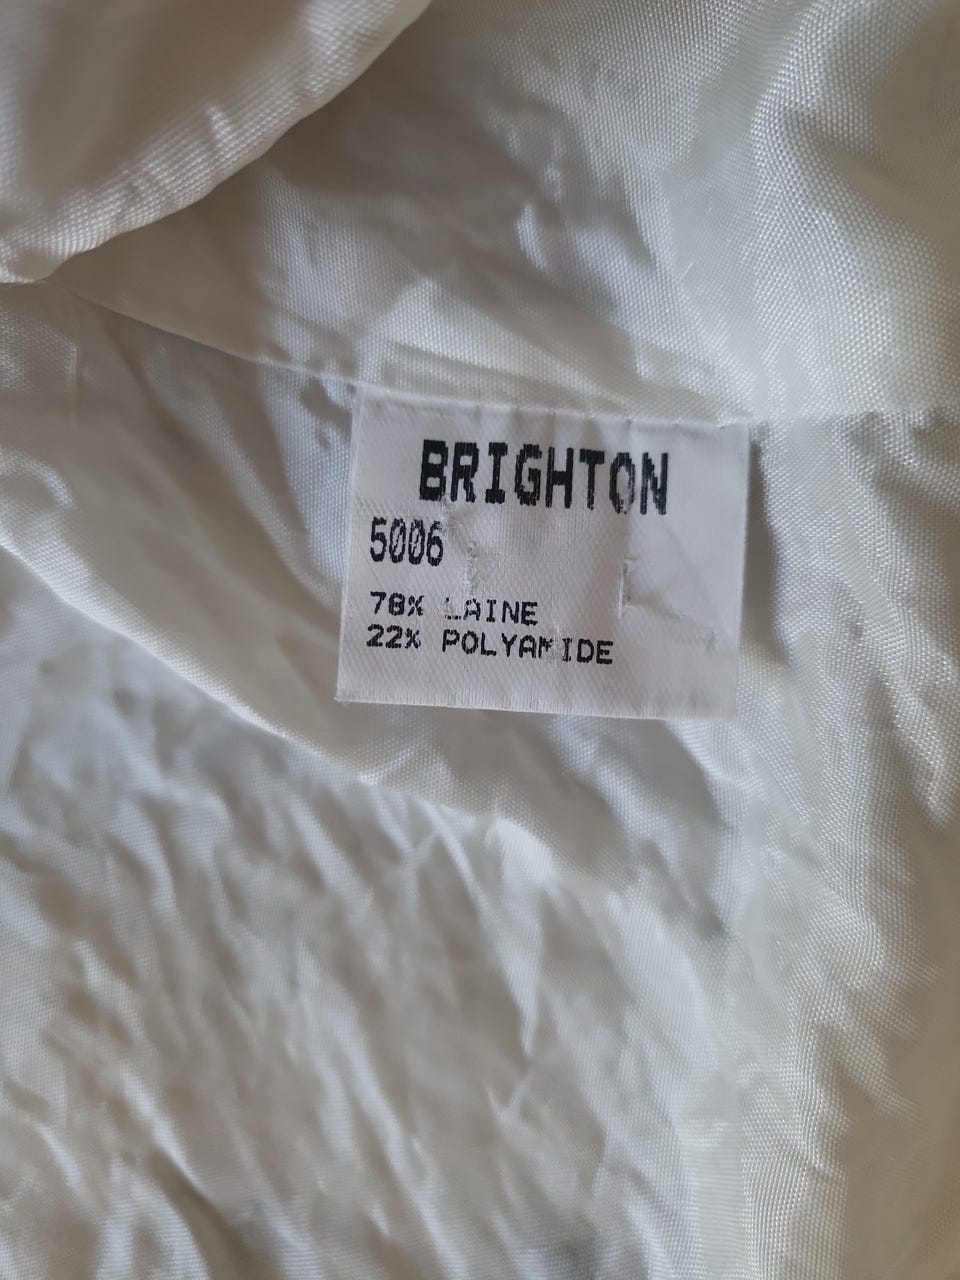 BRIGHTON
5006
78% LAINE
22% POLYAMIDE